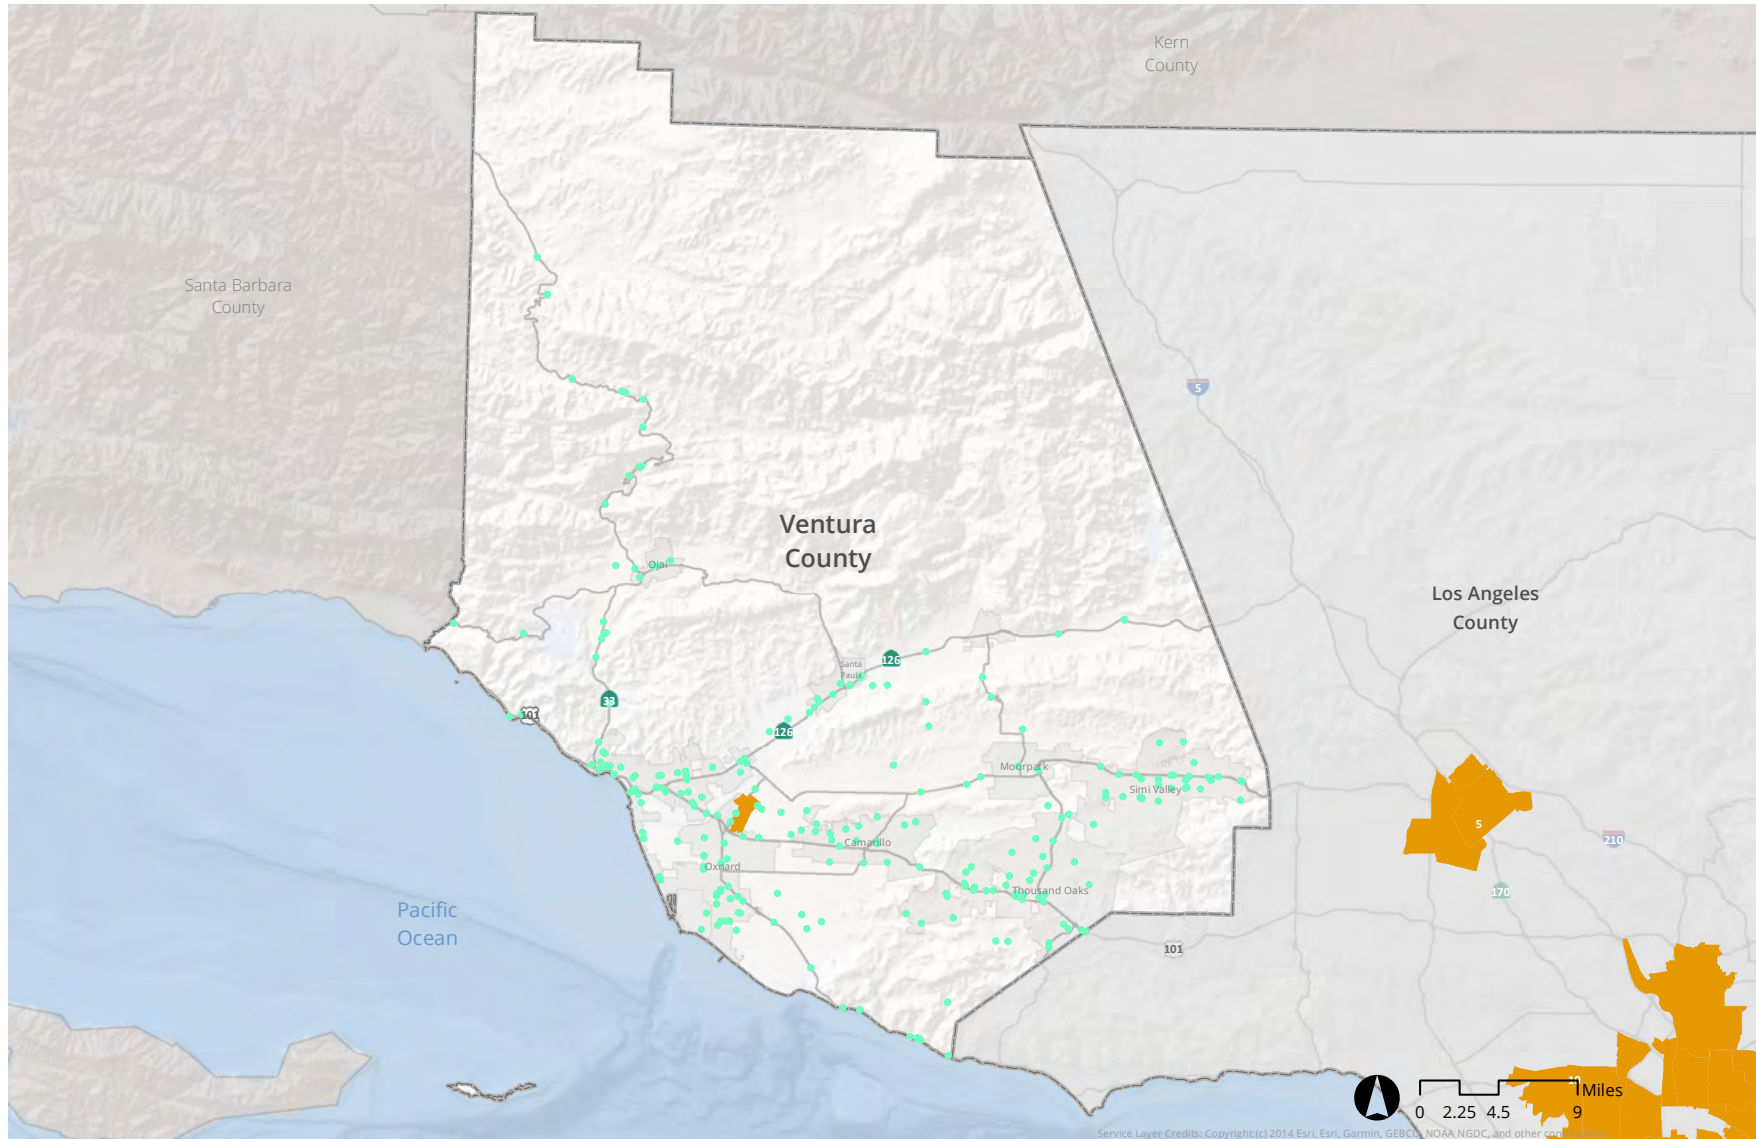 Kern
County
Santa Barbara
County
5
Ventura
County
Ojai
Los Angeles
County
Santa
Paula
126
33
101
126
Moorpark
Simi Valley
5
210
Camarillo
Oxnard
Thousand Oaks
170
Pacific
Ocean
101
10
Miles
0 2.25 4.5 9
Service Layer Credits: Copyright:(c) 2014 Esri, Esri, Garmin, GEBCO, NOAA NGDC, and other